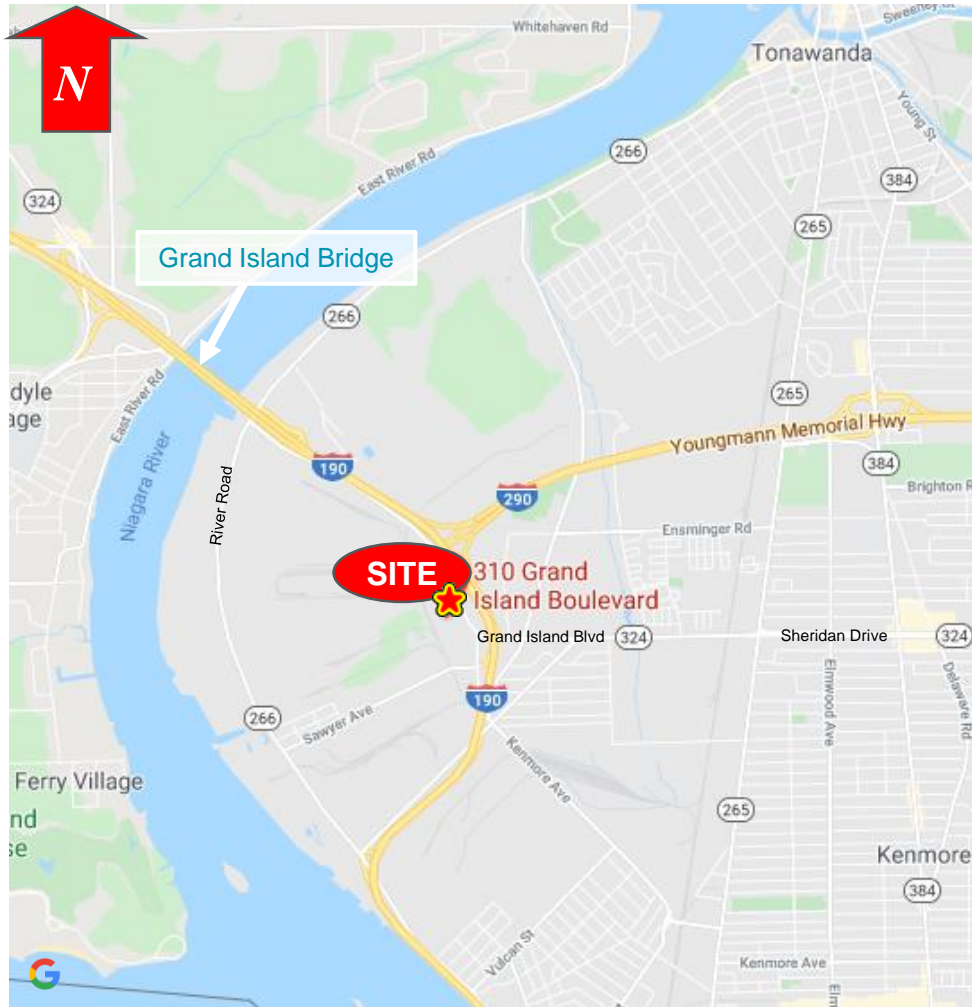 Whitehaven Rd
Tonawanda
N
Young St
266
East River Rd
384
324
265
Grand Island Bridge
266
dyle
age
East River Rd
265
Youngmann Memorial Hwy
Niagara River
River Road
190
384
290
Brighton R
Ensminger Rd
SITE
310 Grand
Island Boulevard
Grand Island Blvd
324
Sheridan Drive
324
Elmwood Ave
Delaware Rd
190
266
Sawyer Ave
Kenmore Ave
Ferry Village
nd
se
265
Kenmore
384
Vulcan St
Kenmore Ave
Elm
G